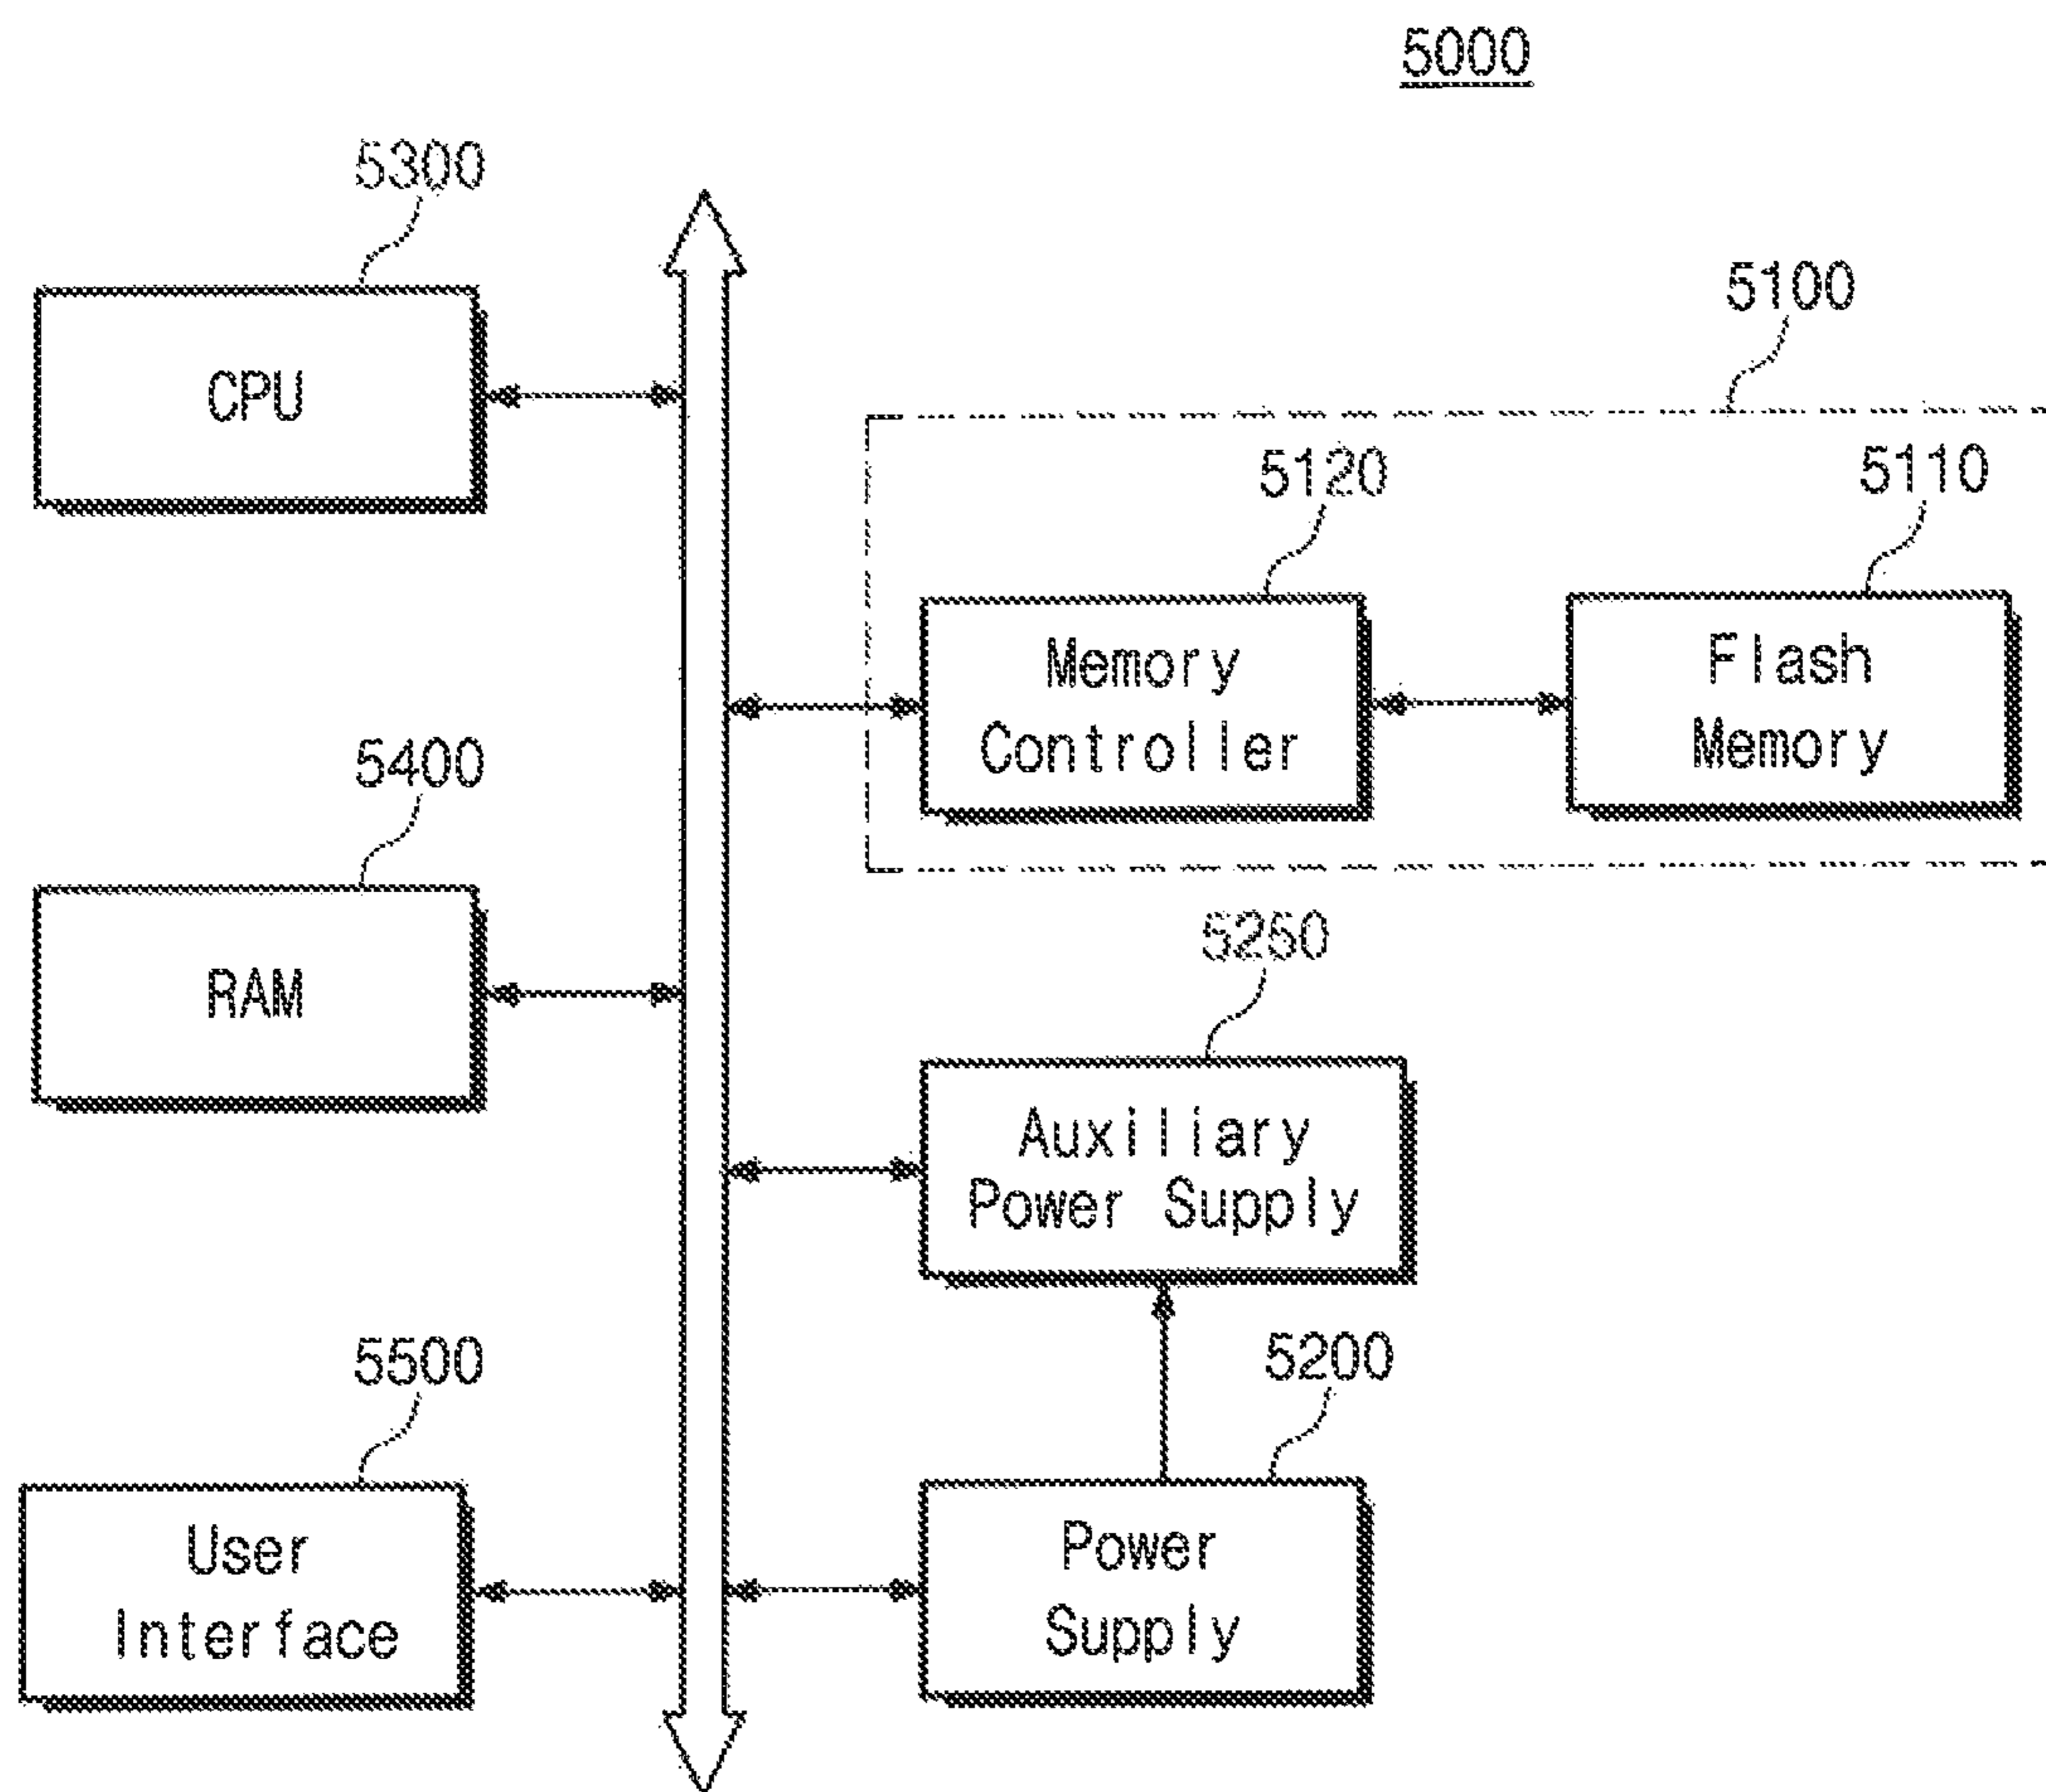 5000
5300
CPU
5100
5120
5110
Memory
Controller
Flash
Memory
5400
RAM
5250
Auxiliary
Power Supply
5500
User
Interface
5200
Power
Supply